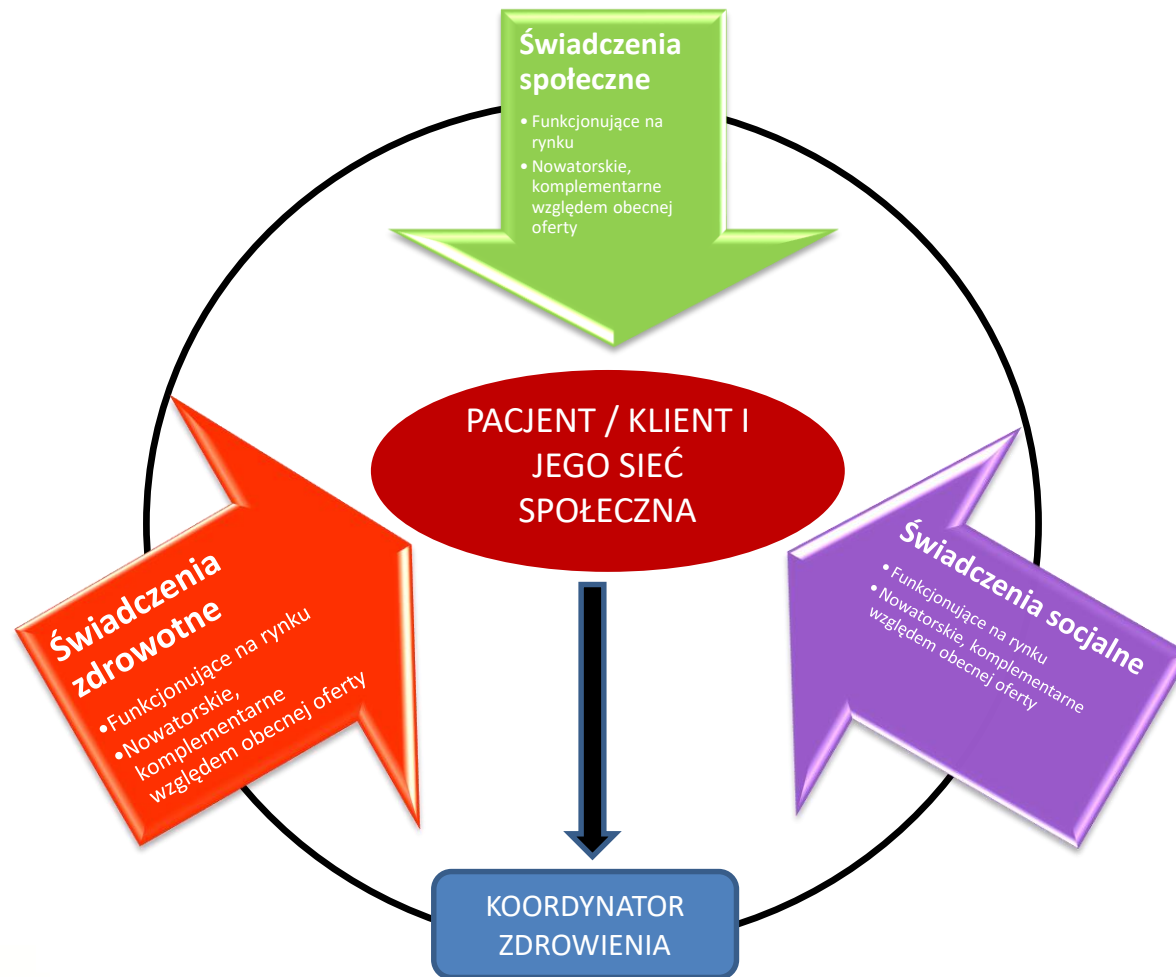 Świadczenia
społeczne
• Funkcjonujące na
rynku
• Nowatorskie,
komplementarne
względem obecnej
oferty
PACJENT / KLIENT I
JEGO SIEĆ
SPOŁECZNA
Świadczenia
zdrowotne
•Funkcjonujące na rynku
•Nowatorskie,
komplementarne
względem obecnej oferty
Świadczenia socjalne
•Funkcjonujące na rynku
•Nowatorskie, komplementarne
względem obecnej oferty
KOORDYNATOR
ZDROWIENIA